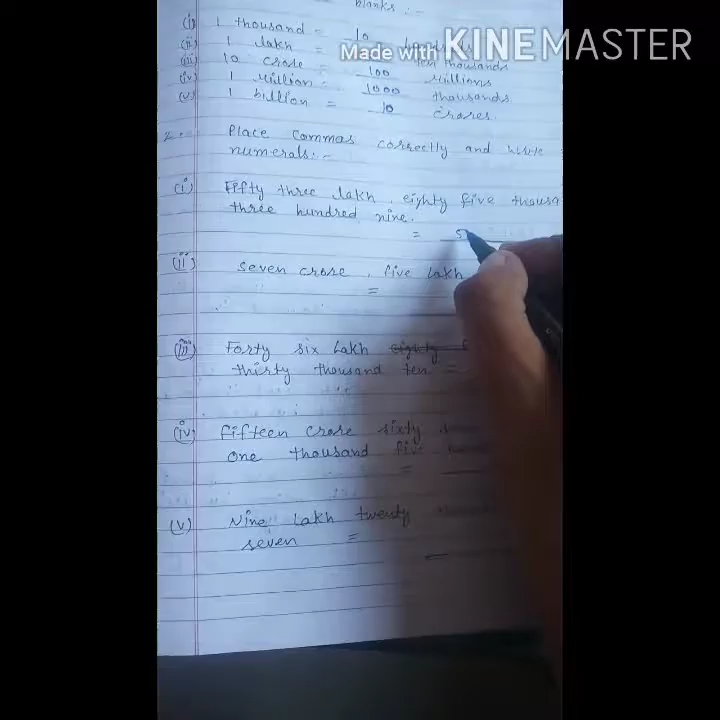 blanks :-
(i) 1 thousand = 10
Made with KINEMASTER
(ii) 1 lakh = ten thousands
(iii) 10 crore = 100 Millions
(iv) 1 Million = 1000 thousands
(v) 1 billion = 10 crores.
2. Place commas correctly and write
numerals:-
(i) Fifty three lakh, eighty five thousa
three hundred nine.
= 5
(ii) Seven crore, five lakh
=
(iii) Forty six lakh
thirty thousand ten =
(iv) Fifteen crore sixty
One thousand five
=
(v) Nine lakh twenty
seven =